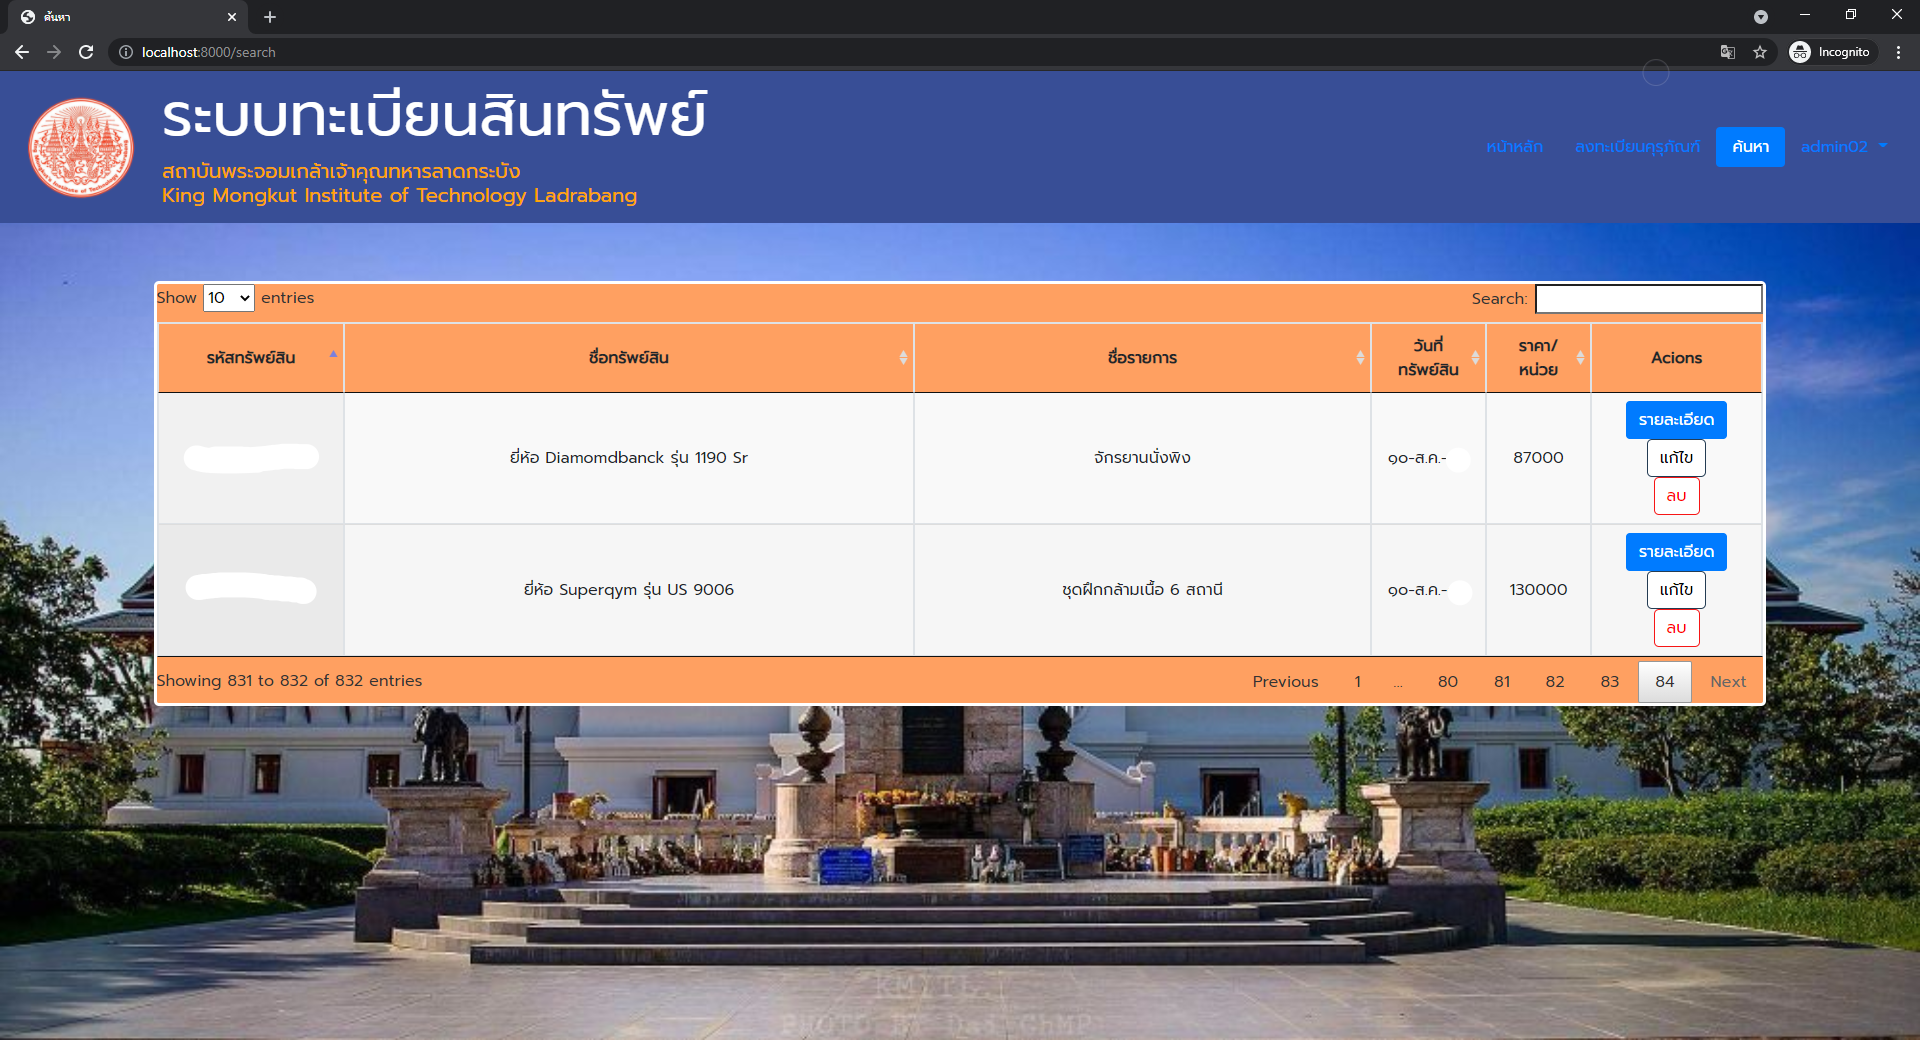 ค้นหา
localhost:8000/search
Incognito
ระบบทะเบียนสินทรัพย์
สถาบันพระจอมเกล้าเจ้าคุณทหารลาดกระบัง
King Mongkut Institute of Technology Ladrabang
หน้าหลัก ลงทะเบียนคุรุภัณฑ์ ค้นหา admin02
Show 10 entries Search:
รหัสทรัพย์สิน ชื่อทรัพย์สิน ชื่อรายการ วันที่ทรัพย์สิน ราคา/หน่วย Acions
ยี่ห้อ Diamomdbanck รุ่น 1190 Sr จักรยานนั่งพิง ๑๐-ส.ค.- 87000 รายละเอียด
แก้ไข
ลบ
ยี่ห้อ Superqym รุ่น US 9006 ชุดฝึกกล้ามเนื้อ 6 สถานี ๑๐-ส.ค.- 130000 รายละเอียด
แก้ไข
ลบ
Showing 831 to 832 of 832 entries Previous 1 ... 80 81 82 83 84 Next